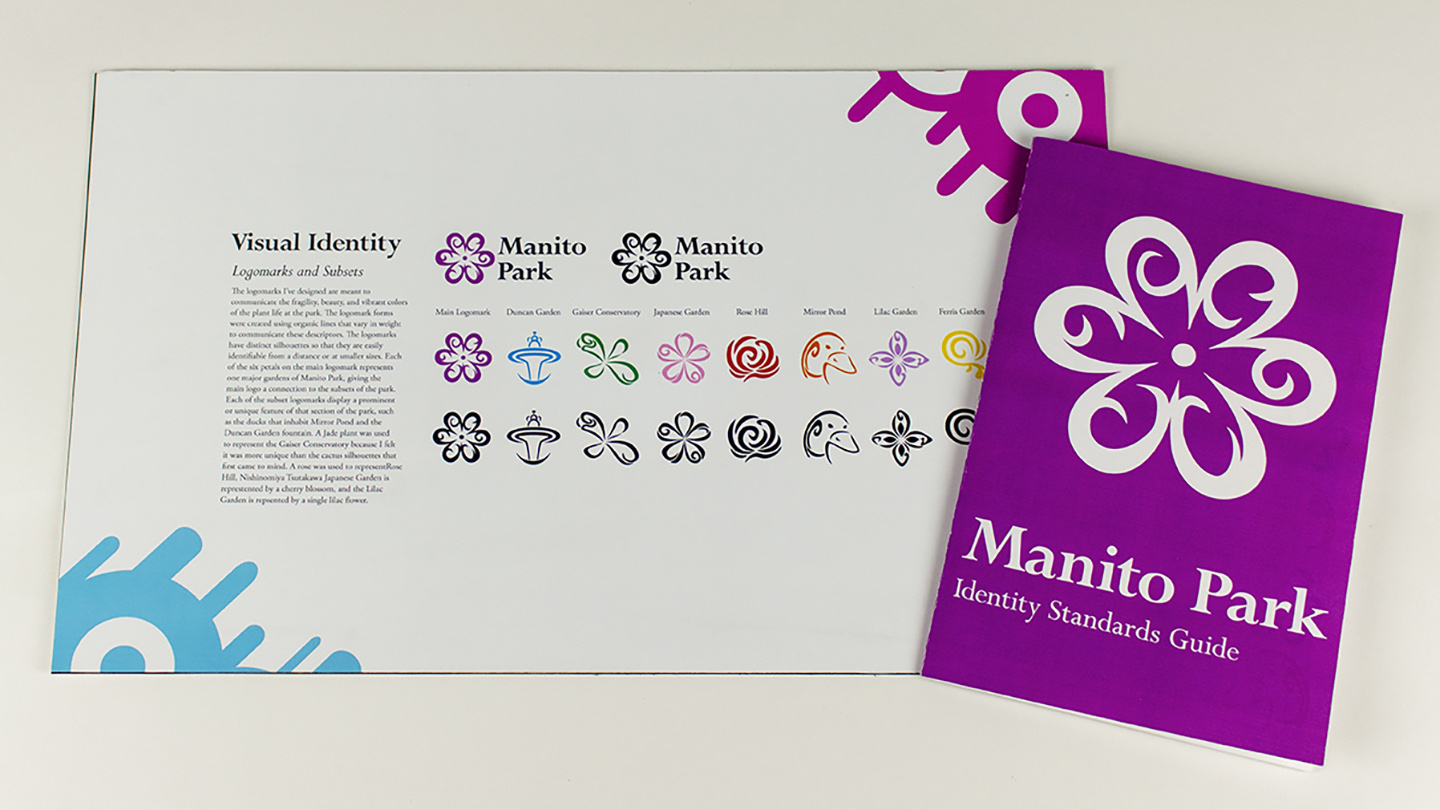 Visual Identity
Logomarks and Subsets
The logomarks I've designed are meant to
communicate the fragility, beauty, and vibrant colors
of the plant life at the park. The logomark forms
were created using organic lines that vary in weight
to communicate these descriptors. The logomarks
have distinct silhouettes so that they are easily
identifiable from a distance or at smaller sizes. Each
of the six petals on the main logomark represents
one major garden of Manito Park, giving the
main logo a connection to the subsets of the park.
Each of the subset logomarks display a prominent
or unique feature of that section of the park, such
as the ducks that inhabit Mirror Pond and the
Duncan Garden fountain. A Jade plant was used
to represent the Gaiser Conservatory because I felt
it was more unique than the cactus silhouettes that
first came to mind. A rose was used to representRose
Hill, Nishinomiya Tsutakawa Japanese Garden is
represtented by a cherry blossom, and the Lilac
Garden is repsented by a single lilac flower.
Manito
Park
Manito
Park
Main Logomark
Duncan Garden
Gaiser Conservatory
Japanese Garden
Rose Hill
Mirror Pond
Lilac Garden
Ferris Garden
Manito Park
Identity Standards Guide